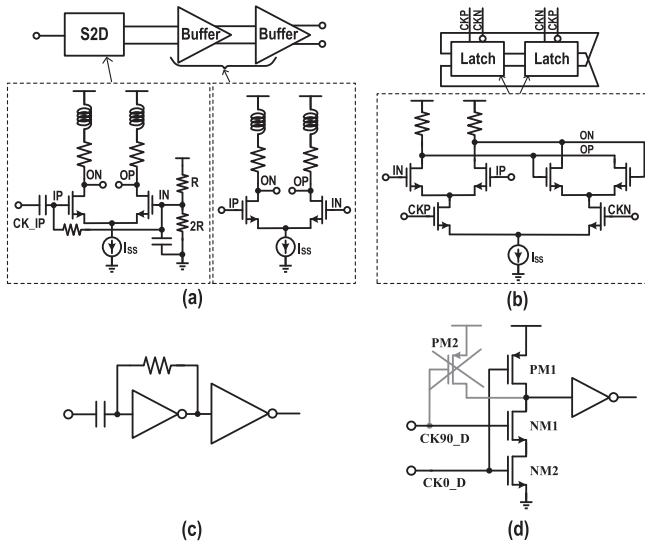 S2D
Buffer
Buffer
ON
OP
IP
IN
R
2R
CK_IP
ISS
ON
OP
IP
IN
ISS
(a)
CKP
CKN
CKN
CKP
Latch
Latch
ON
OP
IN
IP
CKP
CKN
ISS
(b)
(c)
PM2
PM1
NM1
CK90_D
NM2
CK0_D
(d)